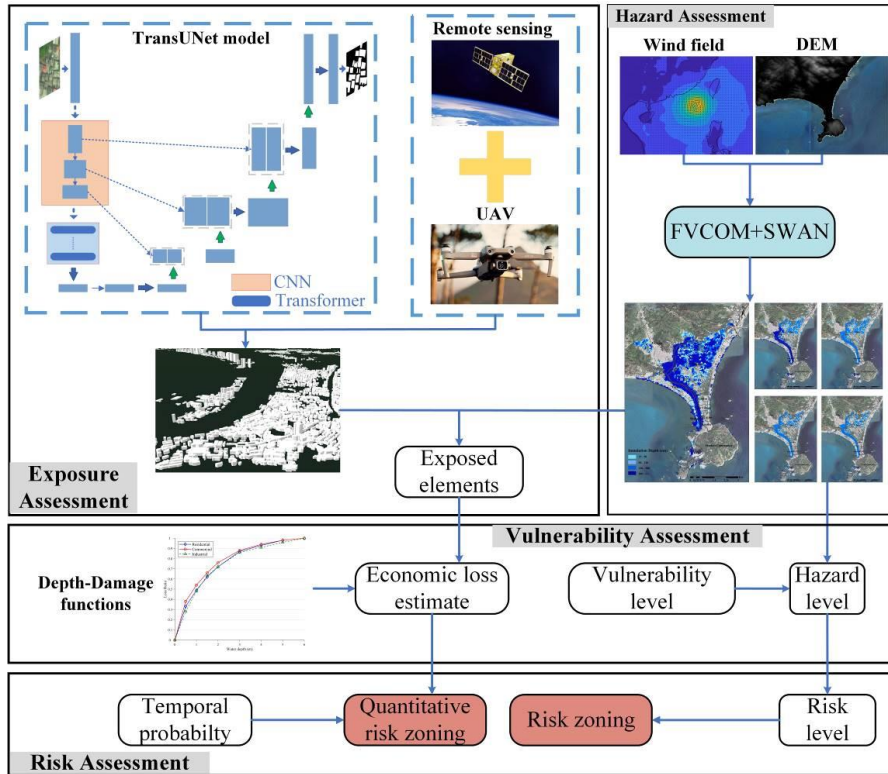 TransUNet model
CNN
Transformer
Remote sensing
UAV
Hazard Assessment
Wind field
DEM
FVCOM+SWAN
Exposure
Assessment
Exposed
elements
Vulnerability Assessment
Depth-Damage
functions
Economic loss
estimate
Vulnerability
level
Hazard
level
Temporal
probabilty
Quantitative
risk zoning
Risk zoning
Risk
level
Risk Assessment